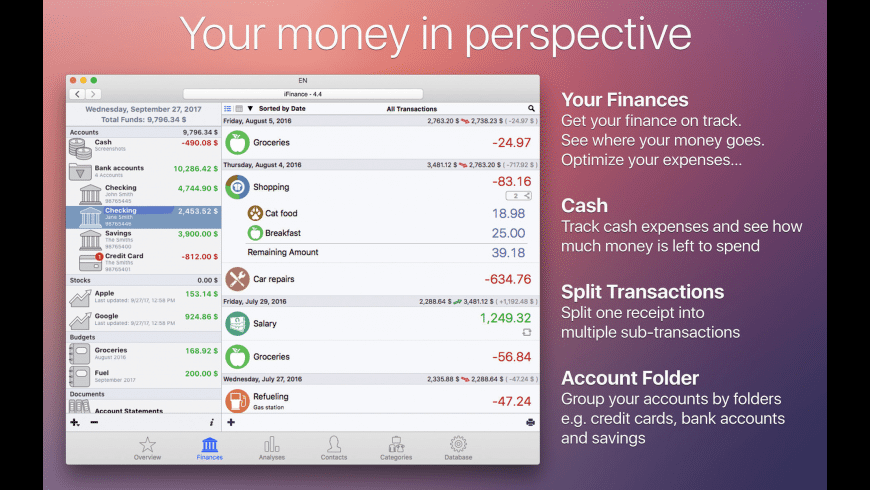 Your money in perspective
EN
iFinance - 4.4
Wednesday, September 27, 2017
Total Funds: 9,796.34 $
Accounts 9,796.34 $
Cash -490.08 $
Screenshots
Bank accounts 10,286.42 $
4 Accounts
Checking 4,744.90 $
John Smith
98765445
Checking 2,453.52 $
Jane Smith
98765446
Savings 3,900.00 $
The Smiths
98765400
1
Credit Card -812.00 $
The Smiths
98765401
Stocks 0.00 $
Apple 153.14 $
Last updated: 9/27/17, 12:58 PM
Google 924.86 $
Last updated: 9/27/17, 12:58 PM
Budgets
Groceries 168.92 $
August 2016
Fuel 200.00 $
September 2017
Documents
Account Statements
Sorted by Date All Transactions
Friday, August 5, 2016 2,763.20 $ 2,738.23 $ ( -24.97 $ )
Groceries -24.97
Thursday, August 4, 2016 3,481.12 $ 2,763.20 $ ( -717.92 $ )
Shopping -83.16
2
Cat food 18.98
Breakfast 25.00
Remaining Amount 39.18
Car repairs -634.76
Friday, July 29, 2016 2,288.64 $ 3,481.12 $ ( +1,192.48 $ )
Salary 1,249.32
Groceries -56.84
Wednesday, July 27, 2016 2,335.88 $ 2,288.64 $ ( -47.24 $ )
Refueling -47.24
Gas station
Overview Finances Analyses Contacts Categories Database
Your Finances
Get your finance on track.
See where your money goes.
Optimize your expenses...
Cash
Track cash expenses and see how
much money is left to spend
Split Transactions
Split one receipt into
multiple sub-transactions
Account Folder
Group your accounts by folders
e.g. credit cards, bank accounts
and savings